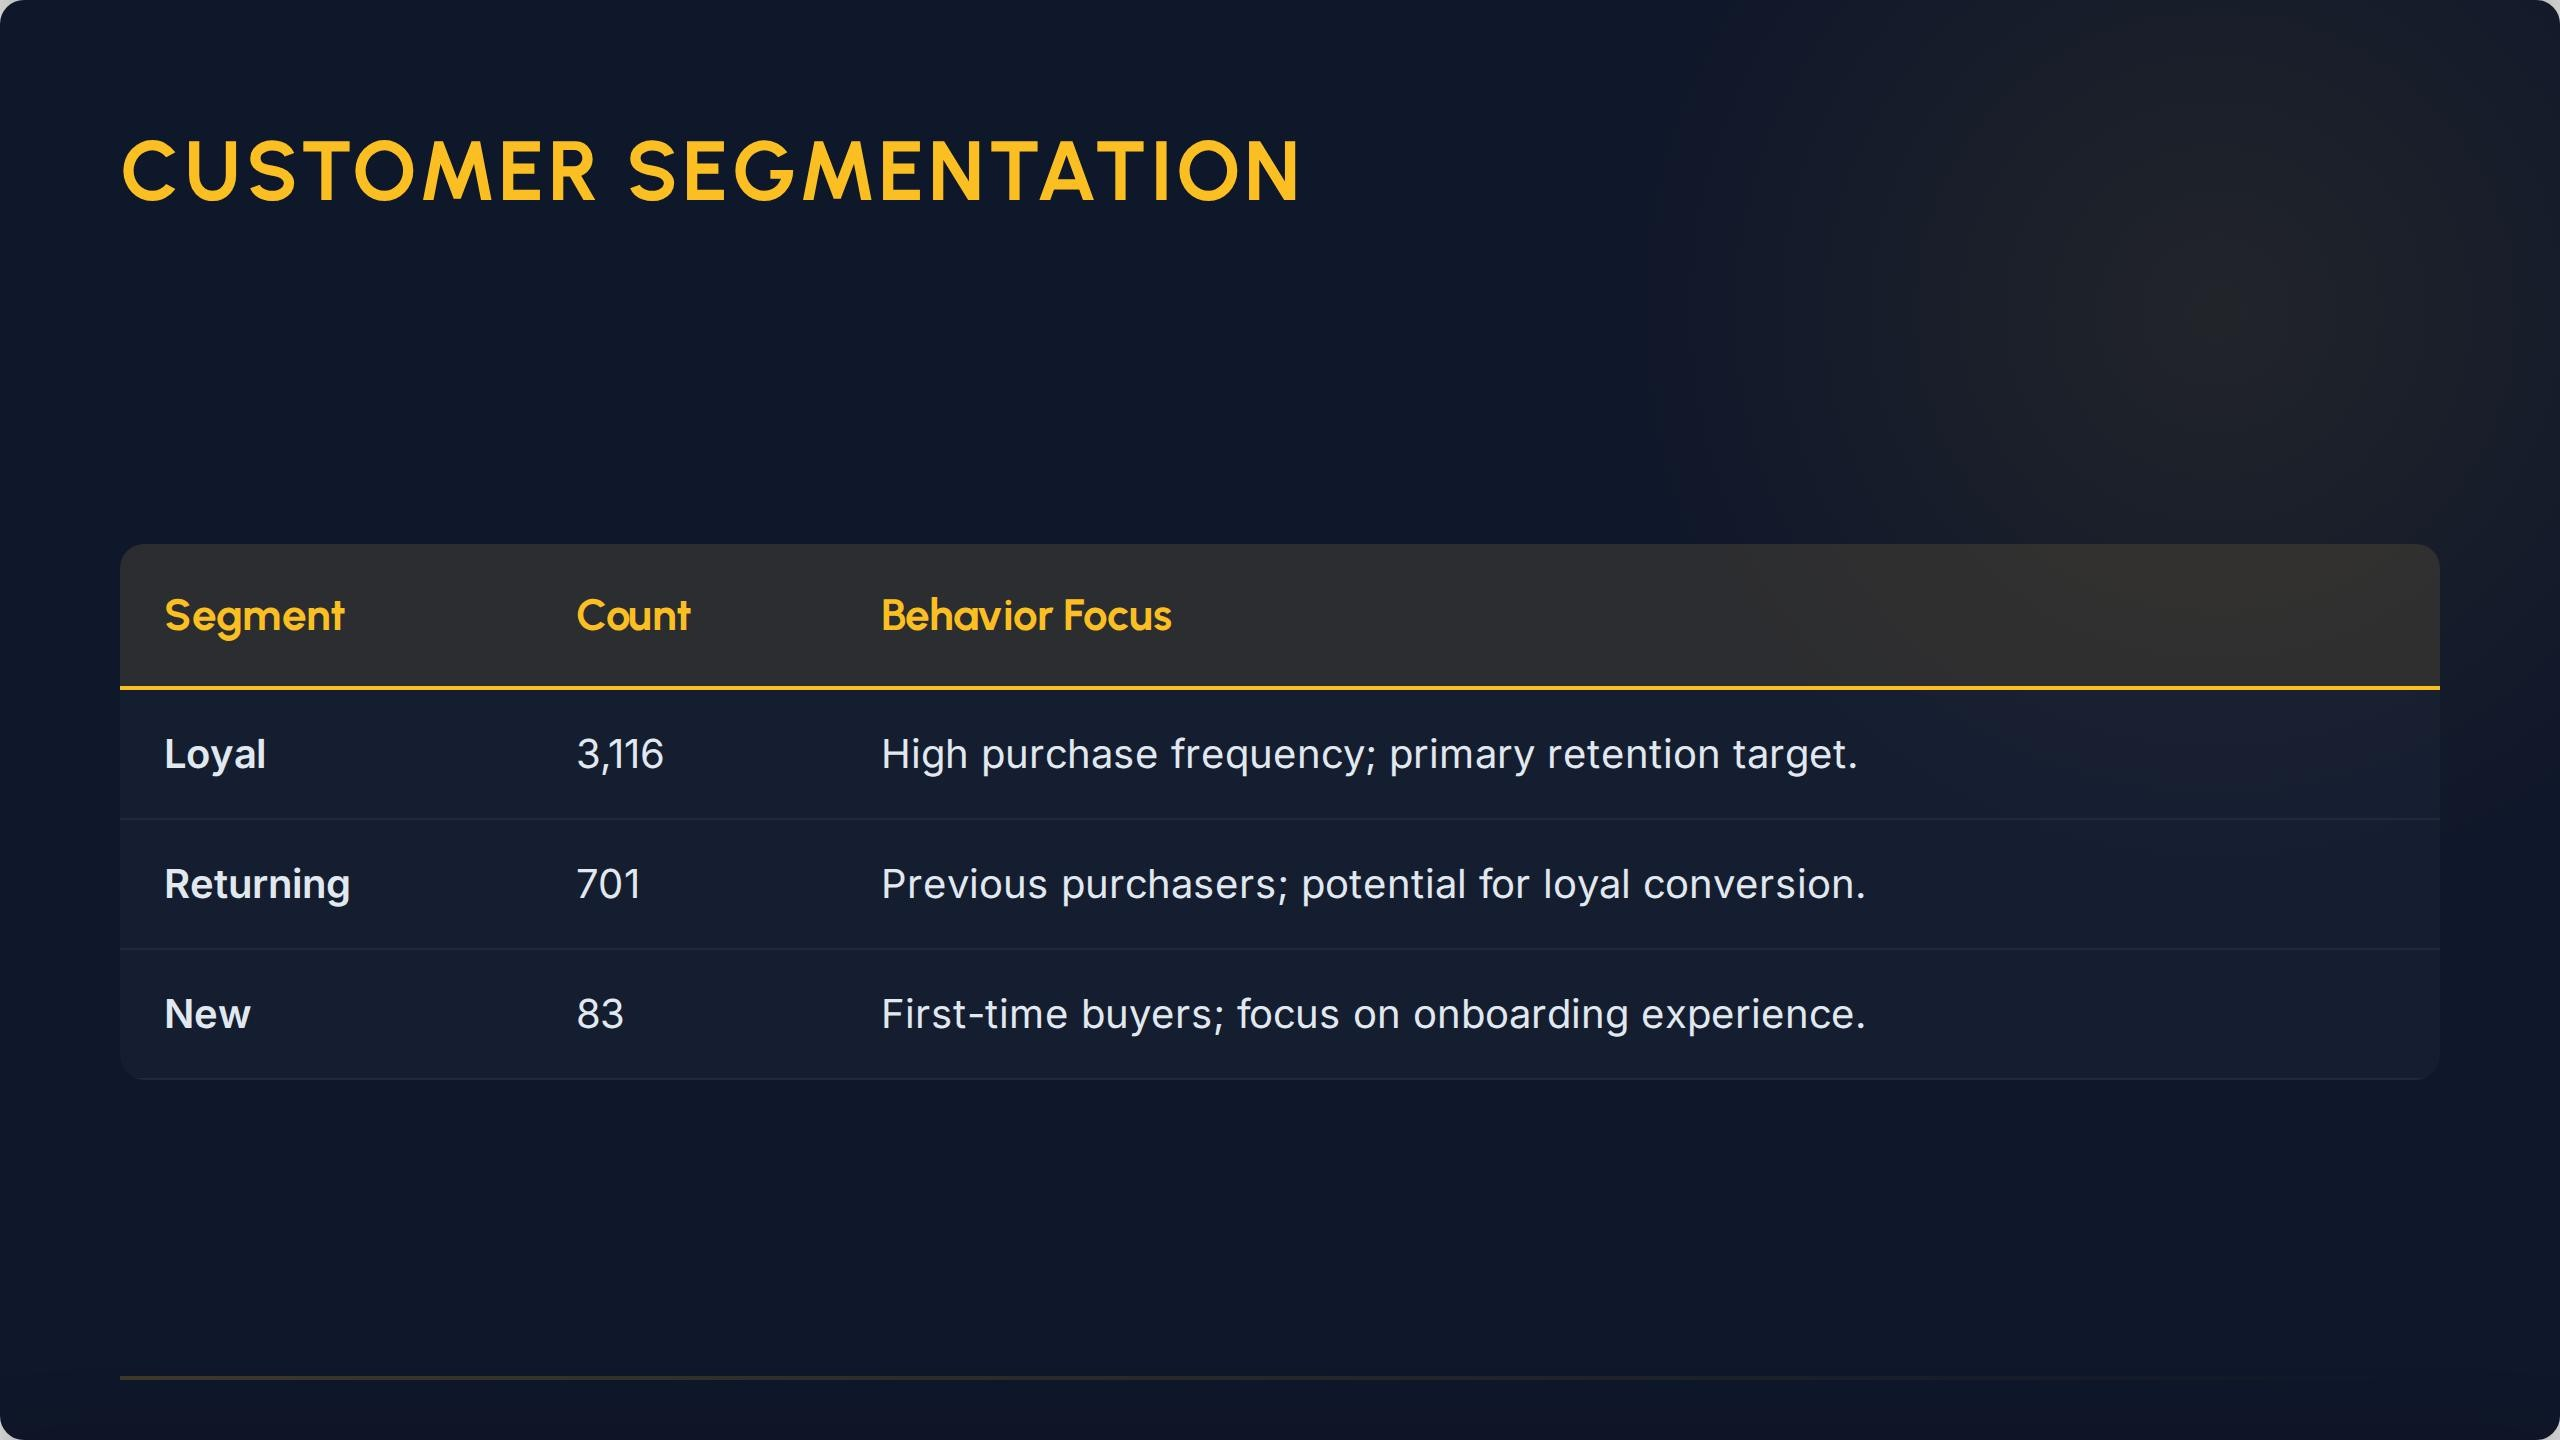 CUSTOMER SEGMENTATION
Segment Count Behavior Focus
Loyal 3,116 High purchase frequency; primary retention target.
Returning 701 Previous purchasers; potential for loyal conversion.
New 83 First-time buyers; focus on onboarding experience.